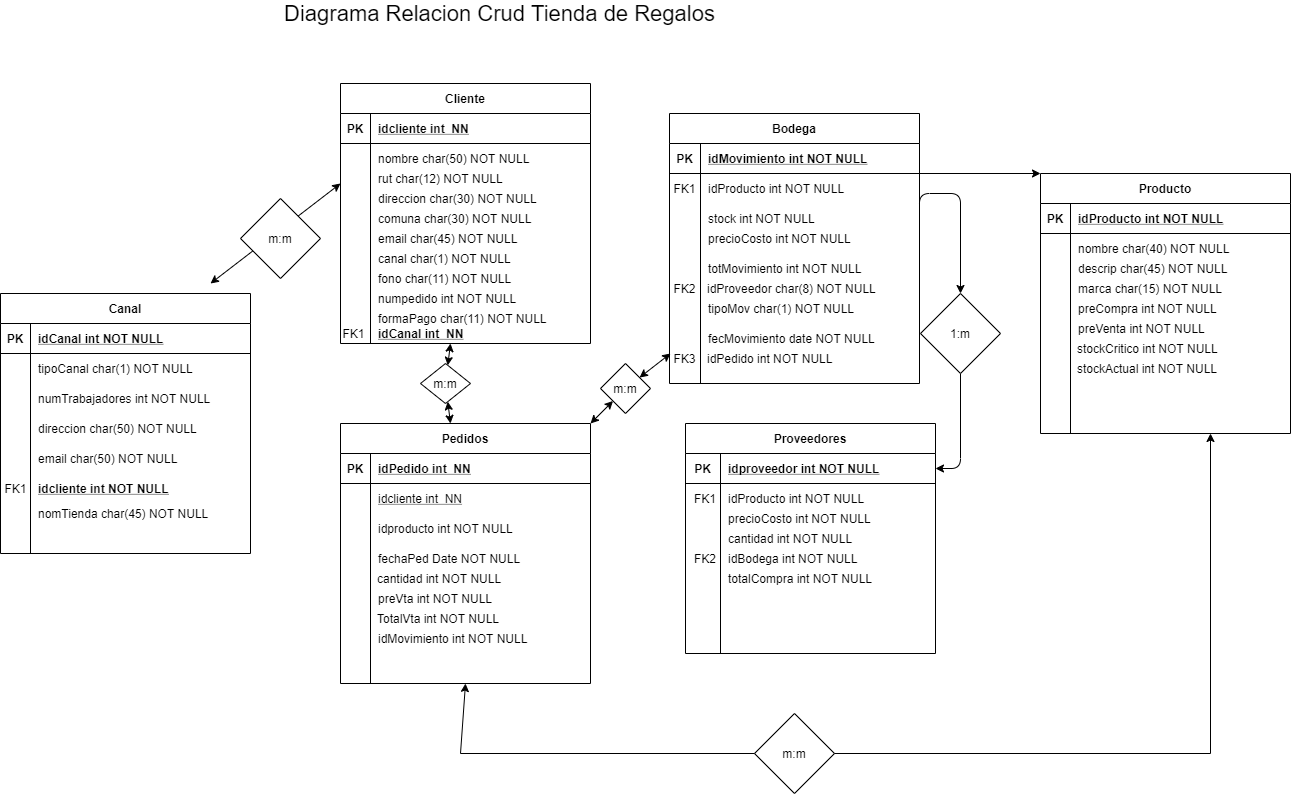 Diagrama Relacion Crud Tienda de Regalos
Cliente
PK idcliente int NN
nombre char(50) NOT NULL
rut char(12) NOT NULL
direccion char(30) NOT NULL
comuna char(30) NOT NULL
email char(45) NOT NULL
canal char(1) NOT NULL
fono char(11) NOT NULL
numpedido int NOT NULL
formaPago char(11) NOT NULL
FK1 idCanal int NN
Bodega
PK idMovimiento int NOT NULL
FK1 idProducto int NOT NULL
stock int NOT NULL
precioCosto int NOT NULL
totMovimiento int NOT NULL
FK2 idProveedor char(8) NOT NULL
tipoMov char(1) NOT NULL
fecMovimiento date NOT NULL
FK3 idPedido int NOT NULL
Producto
PK idProducto int NOT NULL
nombre char(40) NOT NULL
descrip char(45) NOT NULL
marca char(15) NOT NULL
preCompra int NOT NULL
preVenta int NOT NULL
stockCritico int NOT NULL
stockActual int NOT NULL
m:m
Canal
PK idCanal int NOT NULL
tipoCanal char(1) NOT NULL
numTrabajadores int NOT NULL
direccion char(50) NOT NULL
email char(50) NOT NULL
FK1 idcliente int NOT NULL
nomTienda char(45) NOT NULL
m:m
m:m
1:m
Pedidos
PK idPedido int NN
idcliente int NN
idproducto int NOT NULL
fechaPed Date NOT NULL
cantidad int NOT NULL
preVta int NOT NULL
TotalVta int NOT NULL
idMovimiento int NOT NULL
Proveedores
PK idproveedor int NOT NULL
FK1 idProducto int NOT NULL
precioCosto int NOT NULL
cantidad int NOT NULL
FK2 idBodega int NOT NULL
totalCompra int NOT NULL
m:m